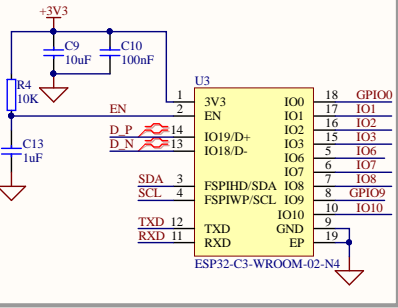 +3V3
C9
10uF
C10
100nF
R4
10K
C13
1uF
EN
D_P
D_N
SDA
SCL
TXD
RXD
U3
1 3V3
2 EN
14 IO19/D+
13 IO18/D-
3 FSPIHD/SDA
4 FSPIWP/SCL
12 TXD
11 RXD
IO0 18 GPIO0
IO1 17 IO1
IO2 16 IO2
IO3 15 IO3
IO6 5 IO6
IO7 6 IO7
IO8 7 IO8
IO9 8 GPIO9
IO10 10 IO10
GND 9
EP 19
ESP32-C3-WROOM-02-N4